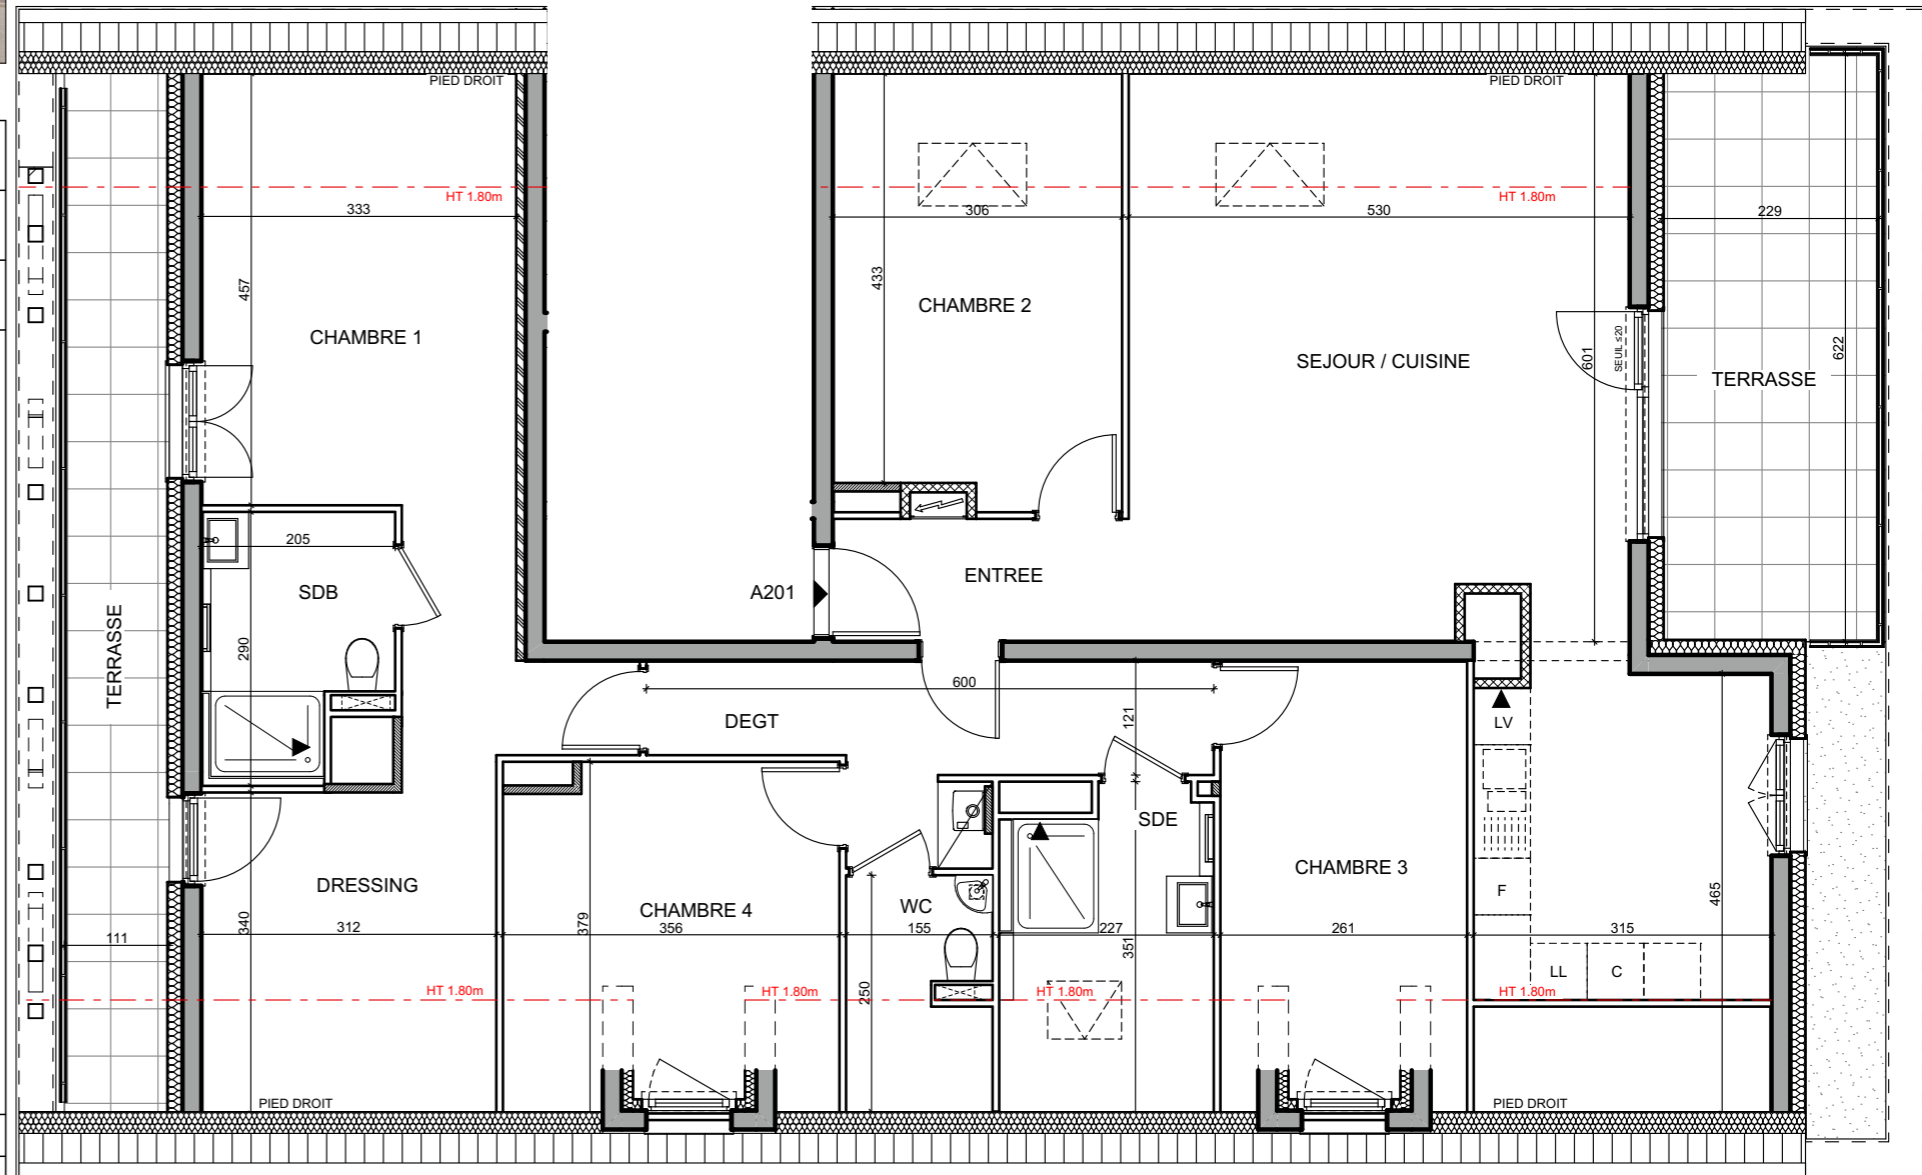 PIED DROIT
PIED DROIT
HT 1.80m
HT 1.80m
333
306
530
229
457
433
CHAMBRE 1
CHAMBRE 2
SEJOUR / CUISINE
601
SEUIL ≤20
622
TERRASSE
205
SDB
A201
ENTREE
TERRASSE
290
600
DEGT
121
LV
SDE
CHAMBRE 3
F
DRESSING
CHAMBRE 4
WC
465
111
340
312
379
356
155
227
351
261
315
LL
C
HT 1.80m
HT 1.80m
HT 1.80m
HT 1.80m
250
PIED DROIT
PIED DROIT